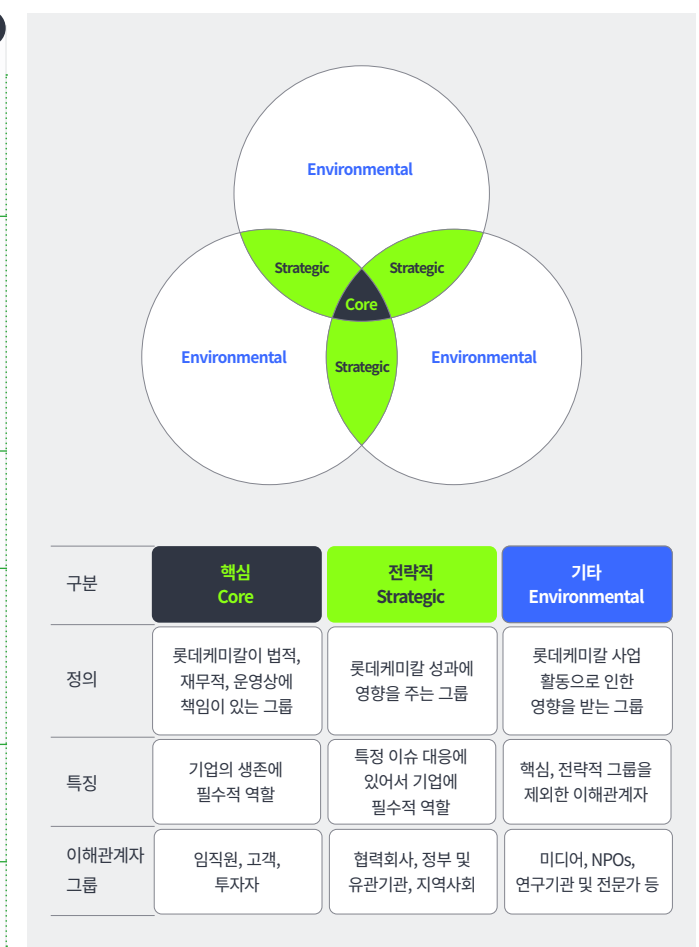 Environmental
Strategic
Strategic
Core
Environmental
Strategic
Environmental
구분
핵심
Core
전략적
Strategic
기타
Environmental
정의
롯데케미칼이 법적,
재무적, 운영상에
책임이 있는 그룹
롯데케미칼 성과에
영향을 주는 그룹
롯데케미칼 사업
활동으로 인한
영향을 받는 그룹
특징
기업의 생존에
필수적 역할
특정 이슈 대응에
있어서 기업에
필수적 역할
핵심, 전략적 그룹을
제외한 이해관계자
이해관계자
그룹
임직원, 고객,
투자자
협력회사, 정부 및
유관기관, 지역사회
미디어, NPOs,
연구기관 및 전문가 등